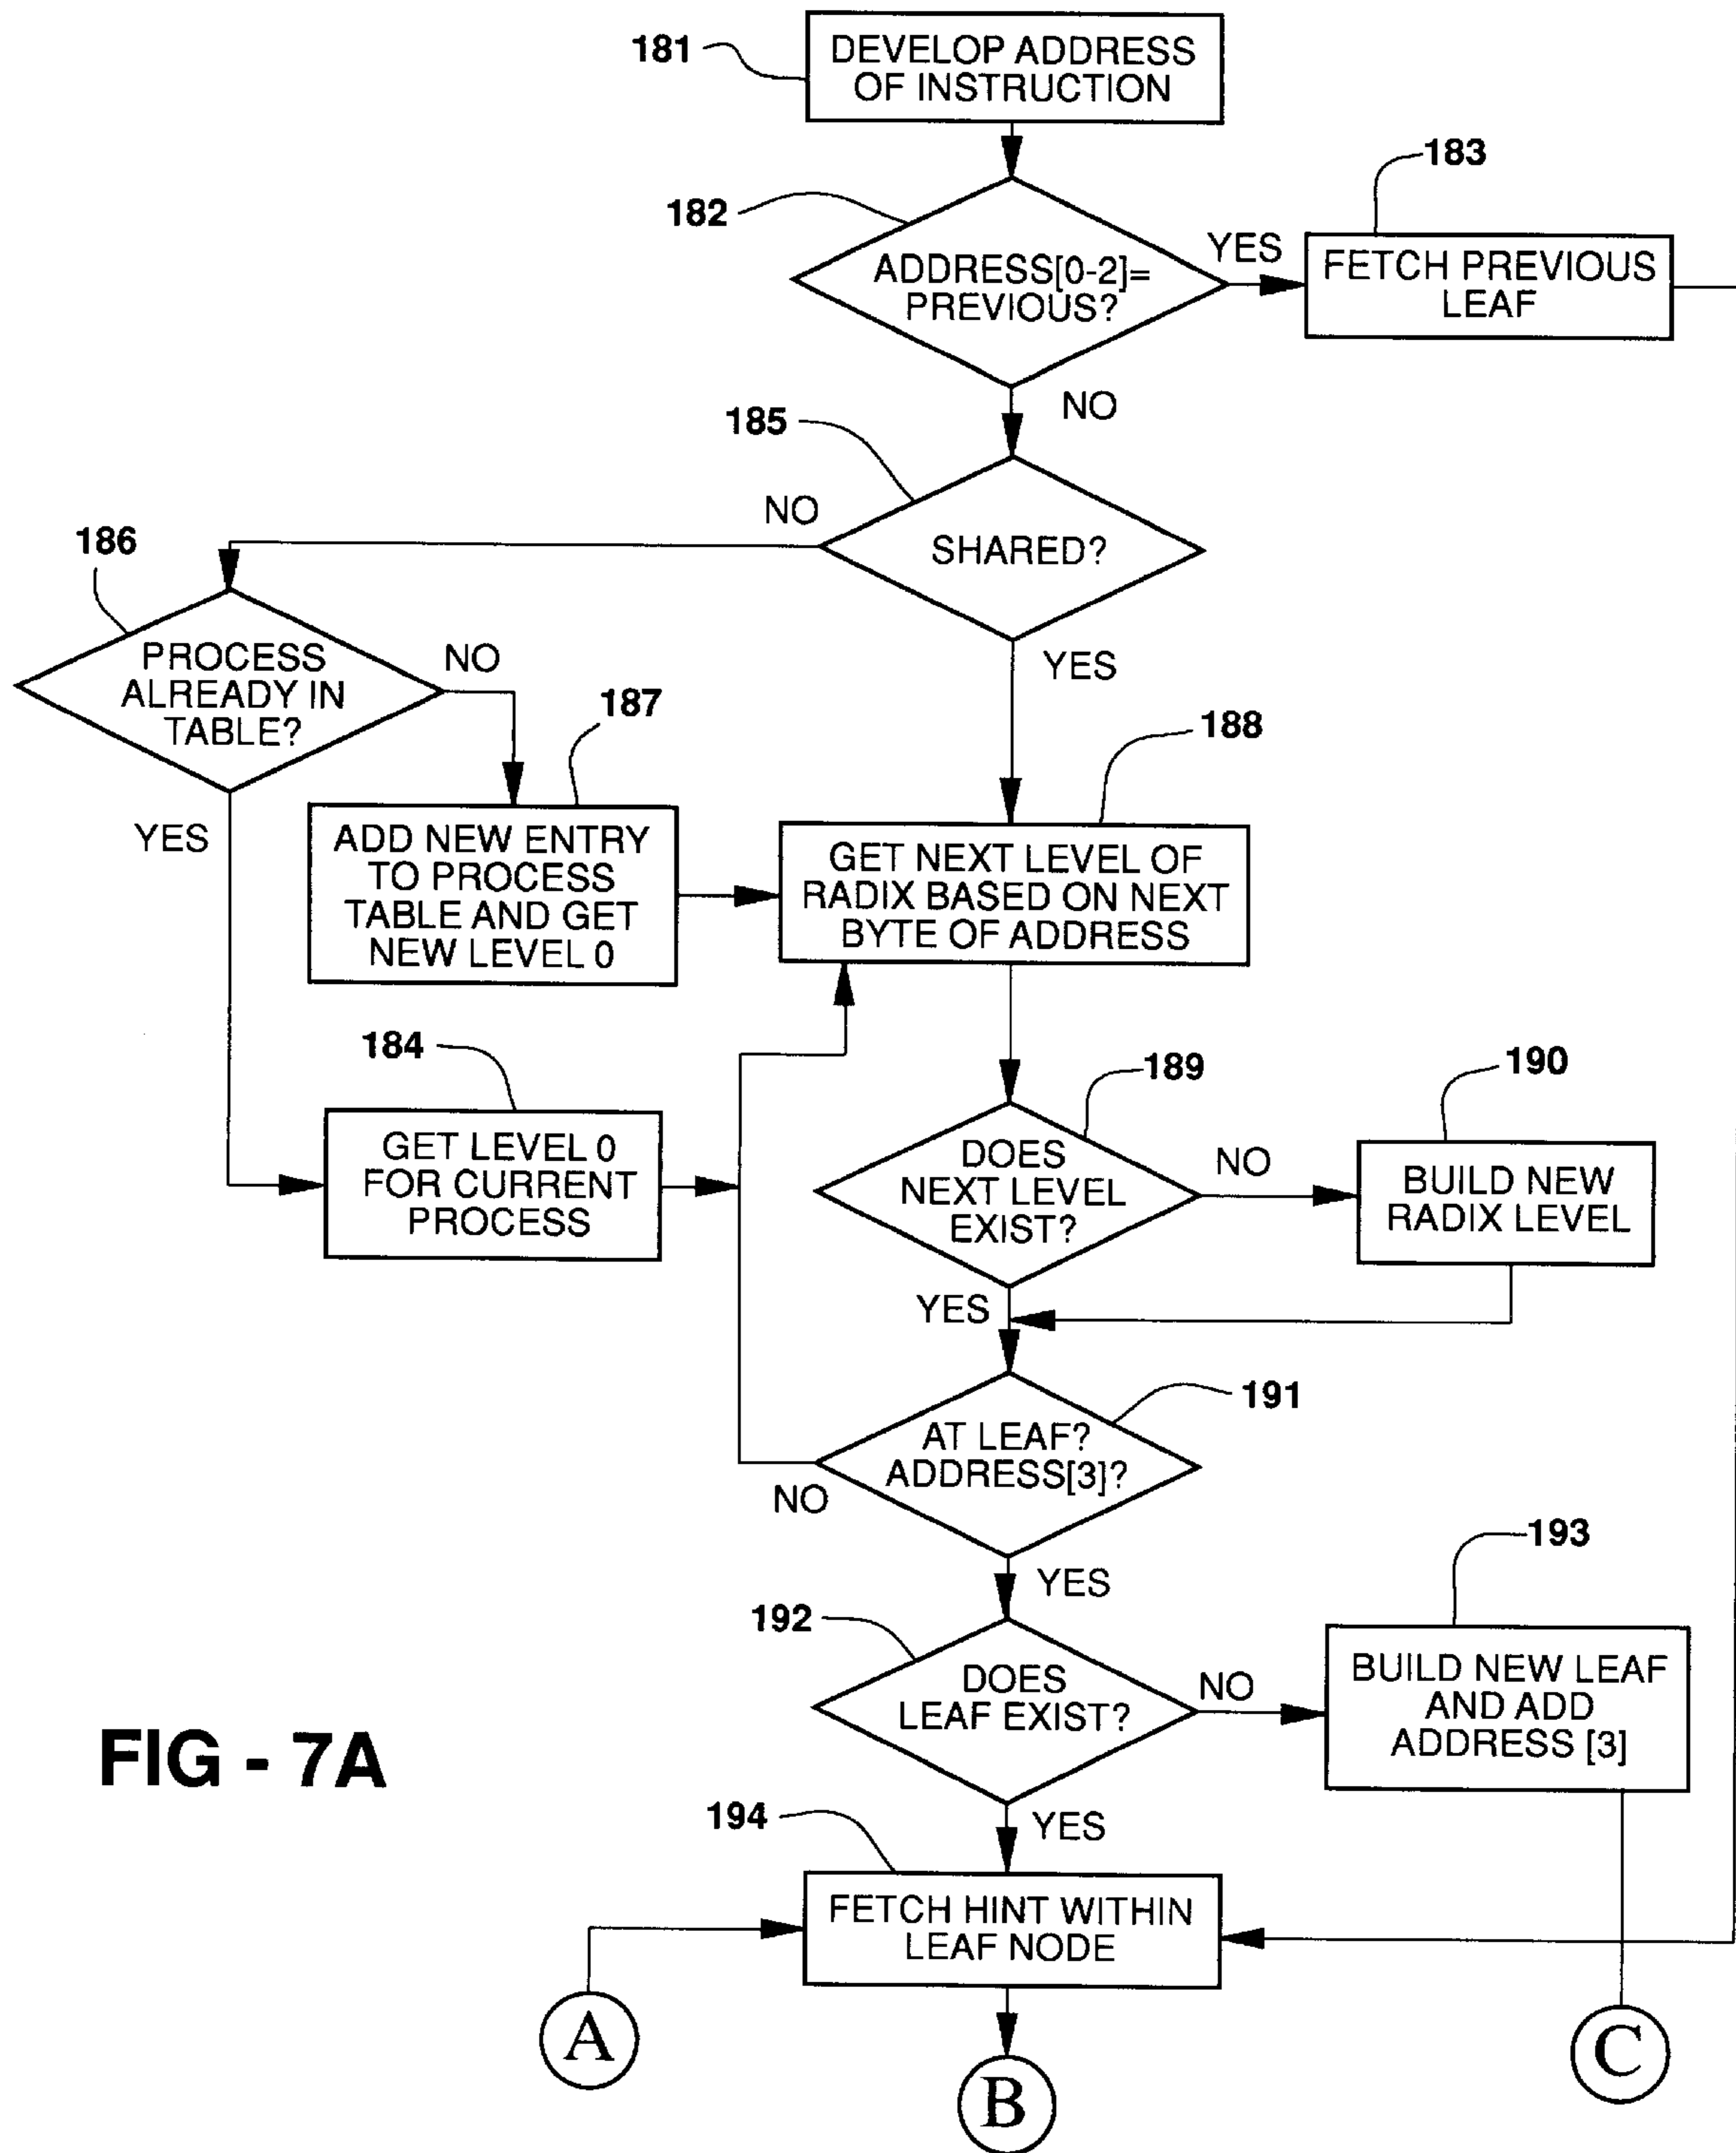 181
DEVELOP ADDRESS
OF INSTRUCTION
182
ADDRESS[0-2]=
PREVIOUS?
YES
183
FETCH PREVIOUS
LEAF
NO
185
SHARED?
NO
YES
186
PROCESS
ALREADY IN
TABLE?
NO
YES
187
ADD NEW ENTRY
TO PROCESS
TABLE AND GET
NEW LEVEL 0
188
GET NEXT LEVEL OF
RADIX BASED ON NEXT
BYTE OF ADDRESS
184
GET LEVEL 0
FOR CURRENT
PROCESS
189
DOES
NEXT LEVEL
EXIST?
NO
YES
190
BUILD NEW
RADIX LEVEL
191
AT LEAF?
ADDRESS[3]?
NO
YES
192
DOES
LEAF EXIST?
NO
YES
193
BUILD NEW LEAF
AND ADD
ADDRESS [3]
FIG - 7A
194
FETCH HINT WITHIN
LEAF NODE
A
B
C